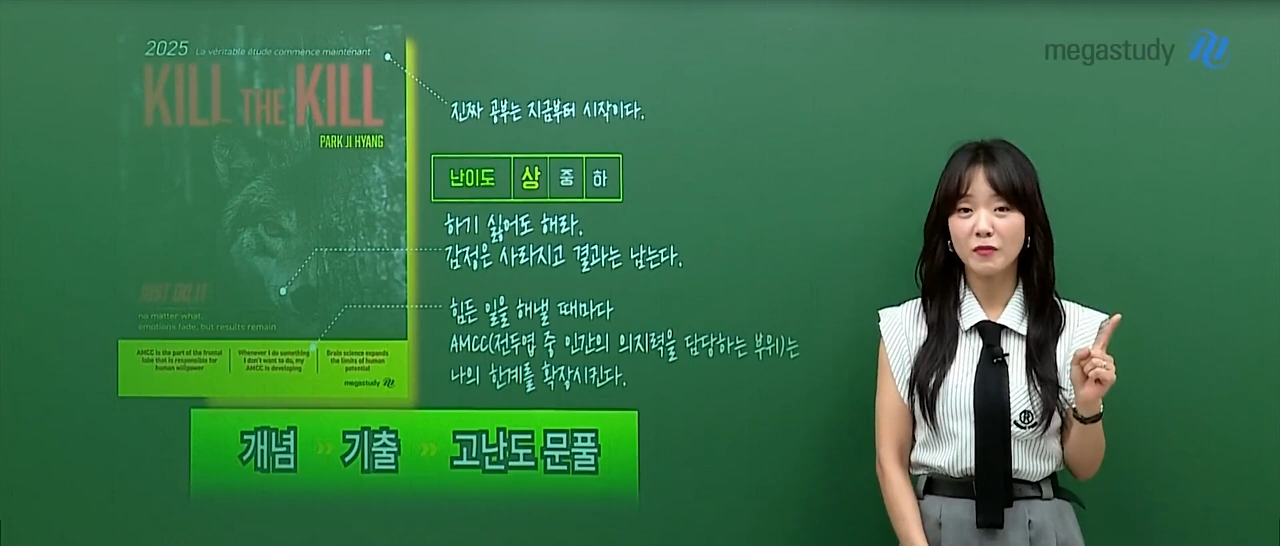 megastudy
2025 La véritable étude commence maintenant
KILL THE KILL
PARK JI HYANG
진짜 공부는 지금부터 시작이다.
난이도 상 중 하
하기 싫어도 해라.
감정은 사라지고 결과는 남는다.
JUST DO IT
no matter what.
emotions fade, but results remain
힘든 일을 해낼 때마다
AMCC(전두엽 중 인간의 의지력을 담당하는 부위)는
나의 한계를 확장시킨다.
AMCC is the part of the frontal
lobe that is responsible for
human willpower
Whenever I do something
I don't want to do, my
AMCC is developing
Brain science expands
the limits of human
potential
megastudy
개념 » 기출 » 고난도 문풀